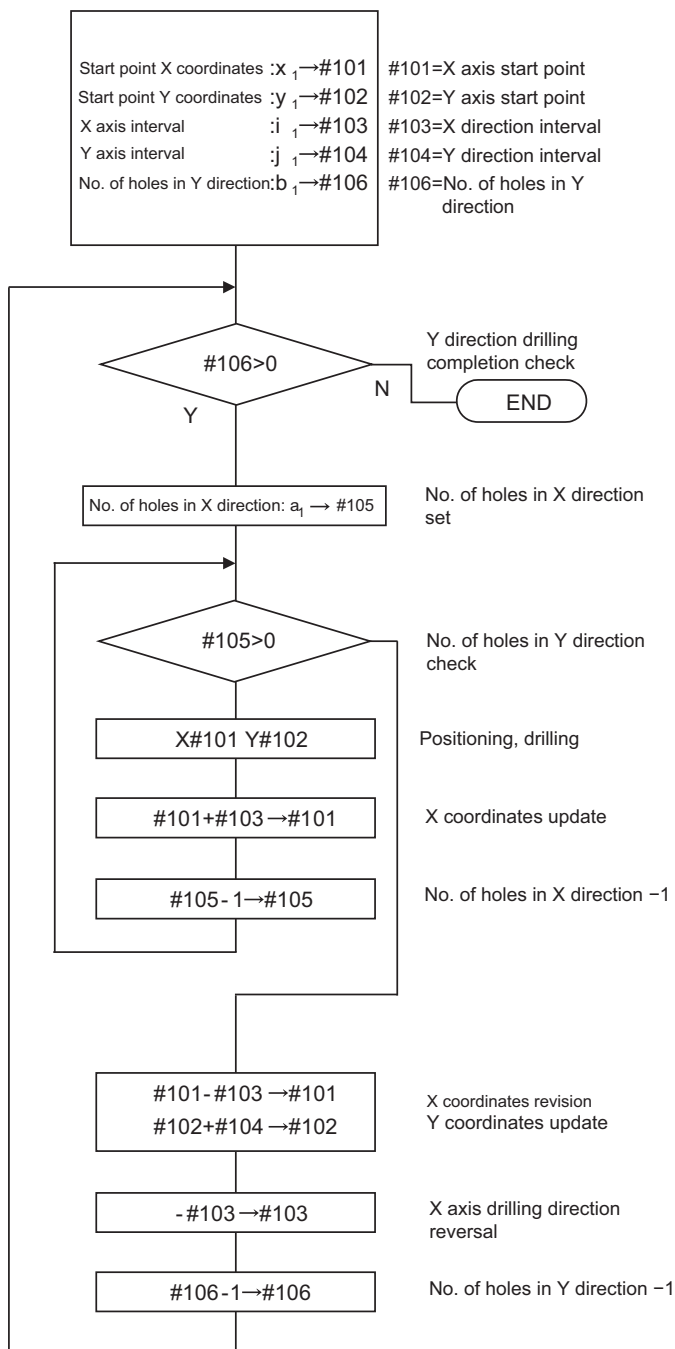 Start point X coordinates :x 1→#101 #101=X axis start point
Start point Y coordinates :y 1→#102 #102=Y axis start point
X axis interval :i 1→#103 #103=X direction interval
Y axis interval :j 1→#104 #104=Y direction interval
No. of holes in Y direction:b 1→#106 #106=No. of holes in Y
direction
#106>0
Y direction drilling
completion check
N
Y
END
No. of holes in X direction: a1 → #105
No. of holes in X direction
set
#105>0
No. of holes in Y direction
check
X#101 Y#102
Positioning, drilling
#101+#103→#101
X coordinates update
#105-1→#105
No. of holes in X direction −1
#101-#103→#101
X coordinates revision
#102+#104→#102
Y coordinates update
-#103→#103
X axis drilling direction
reversal
#106-1→#106
No. of holes in Y direction −1